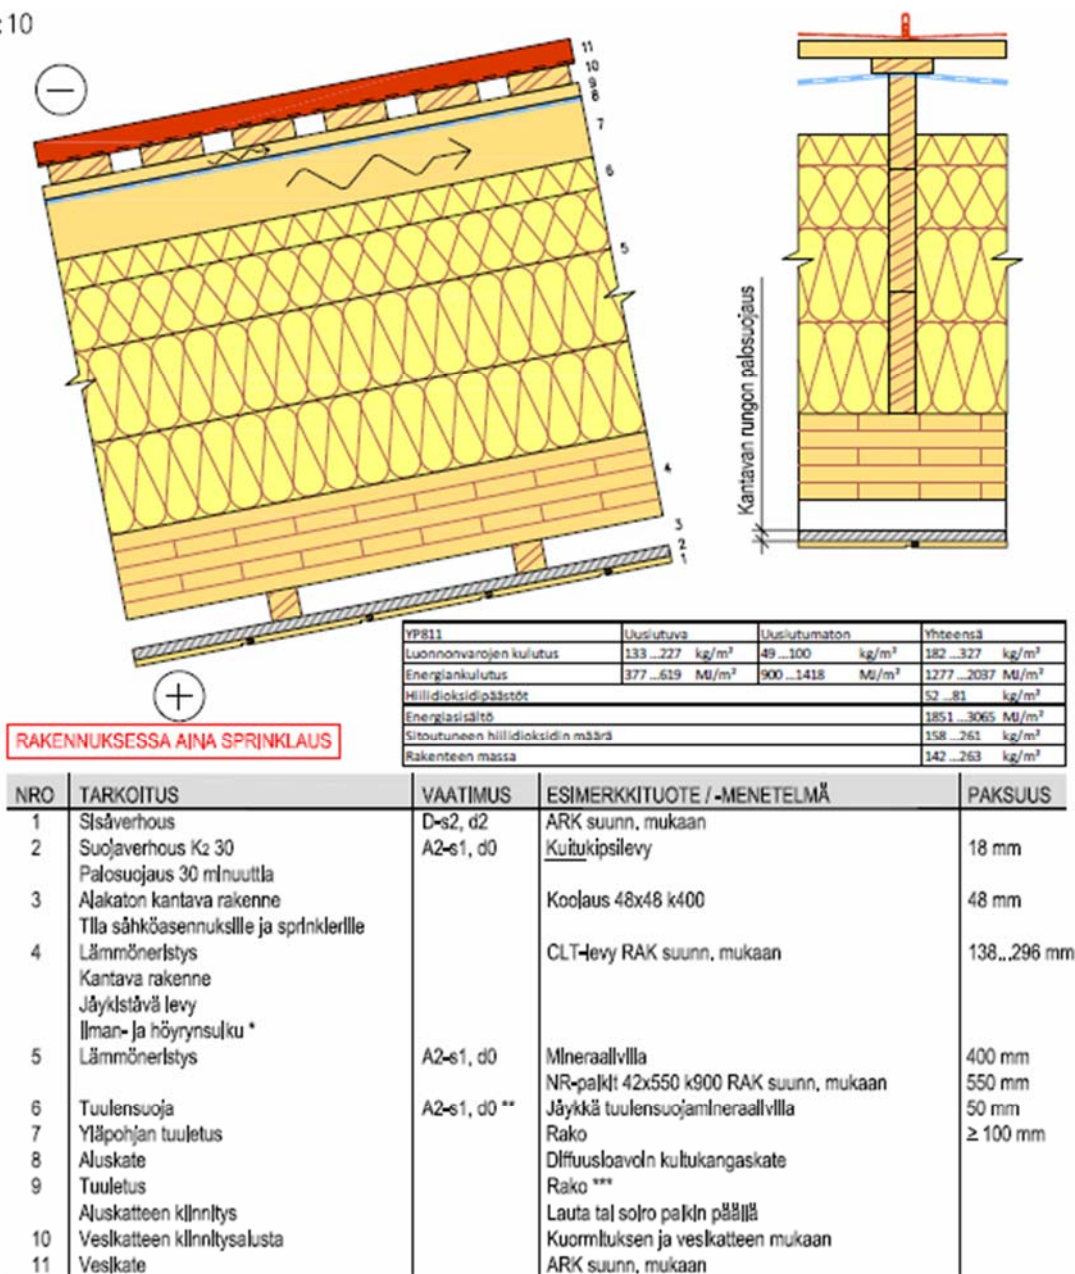 :10
11
10
9
8
7
6
5
4
3
2
1
Kantavan rungon palosuojaus
RAKENNUKSESSA AINA SPRINKLAUS
YP811 Uusiutuva Uusiutumaton Yhteensä
Luonnonvarojen kulutus 133 ...227 kg/m² 49 ...100 kg/m² 182 ...327 kg/m²
Energiankulutus 377 ...619 MJ/m² 900 ...1418 MJ/m² 1277 ...2037 MJ/m²
Hiilidioksidipäästöt 52 ...81 kg/m²
Energiasisältö 1851 ...3065 MJ/m²
Sitoutuneen hiilidioksidin määrä 158 ...261 kg/m²
Rakenteen massa 142 ...263 kg/m²
NRO TARKOITUS VAATIMUS ESIMERKKITUOTE / -MENETELMÄ PAKSUUS
1 Sisäverhous D-s2, d2 ARK suunn. mukaan
2 Suojaverhous K2 30 A2-s1, d0 Kuitukipsilevy 18 mm
Palosuojaus 30 minuuttia
3 Alakaton kantava rakenne Koolaus 48x48 k400 48 mm
Tila sähköasennuksille ja sprinklerille
4 Lämmöneristys CLT-levy RAK suunn. mukaan 138...296 mm
Kantava rakenne
Jäykistävä levy
Ilman- ja höyrynsulku *
5 Lämmöneristys A2-s1, d0 Mineraalivilla 400 mm
NR-palkit 42x550 k900 RAK suunn. mukaan 550 mm
6 Tuulensuoja A2-s1, d0 ** Jäykkä tuulensuojamineraalivilla 50 mm
7 Yläpohjan tuuletus Rako ≥ 100 mm
8 Aluskate Diffuusioavoin kuitukangaskate
9 Tuuletus Rako ***
Aluskatteen kiinnitys Lauta tai soiro palkin päällä
10 Vesikatteen kiinnitysalusta Kuormituksen ja vesikatteen mukaan
11 Vesikate ARK suunn. mukaan